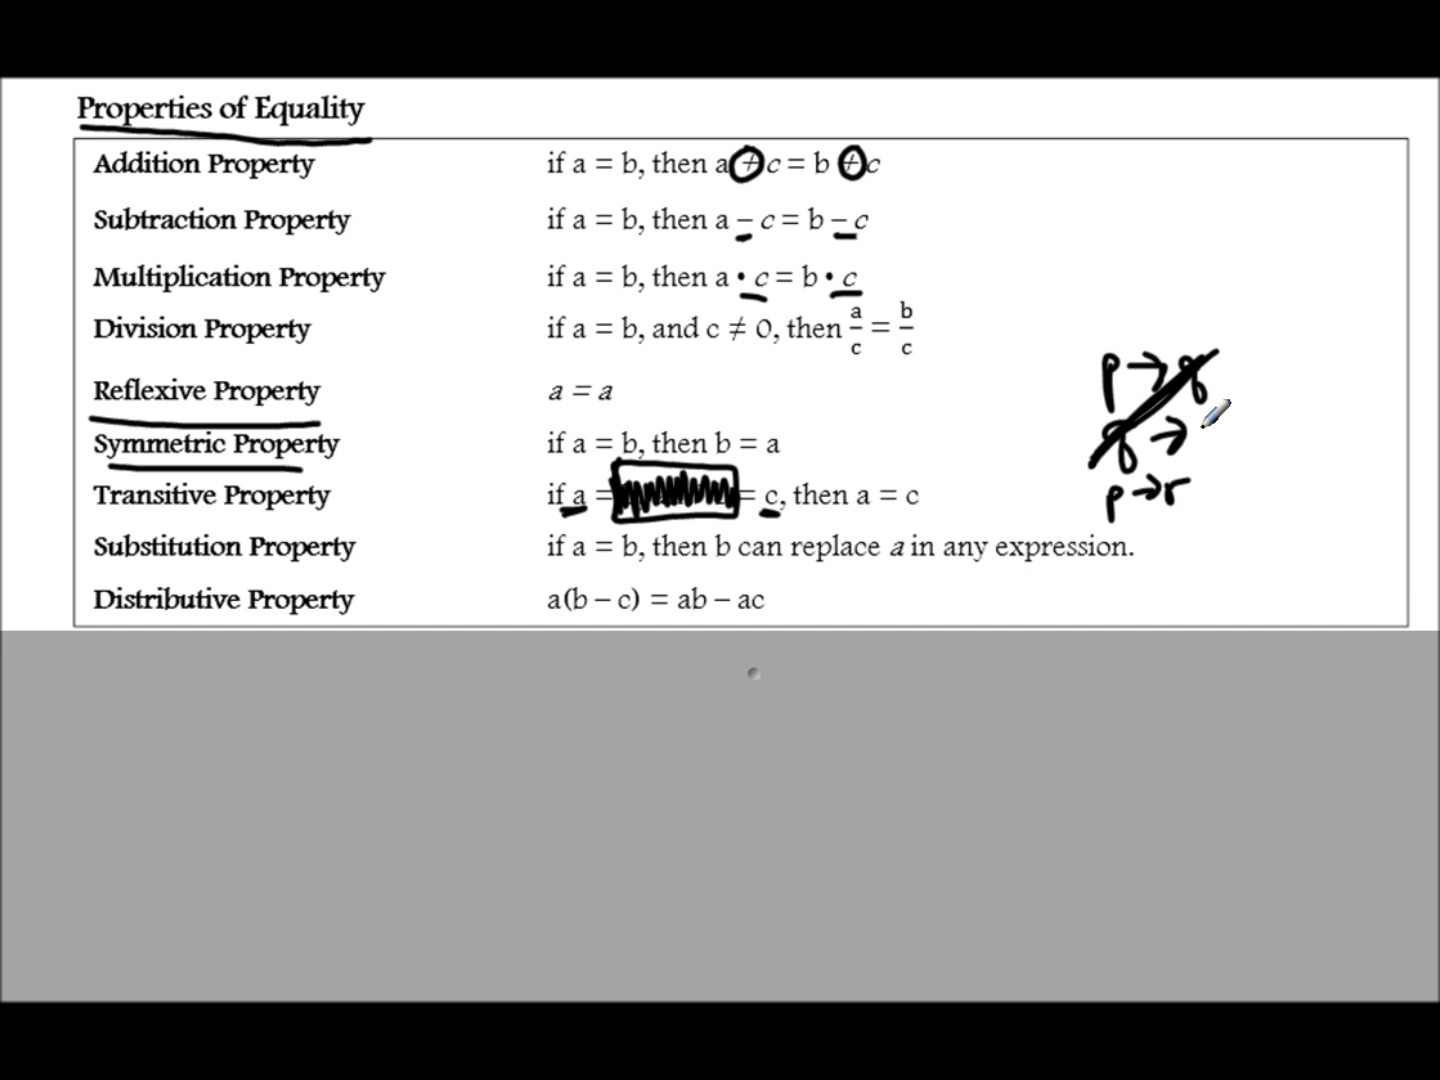 Properties of Equality
Addition Property if a = b, then a + c = b + c
Subtraction Property if a = b, then a – c = b – c
Multiplication Property if a = b, then a • c = b • c
Division Property if a = b, and c ≠ 0, then a/c = b/c
Reflexive Property a = a
Symmetric Property if a = b, then b = a
Transitive Property if a = = c, then a = c
Substitution Property if a = b, then b can replace a in any expression.
Distributive Property a(b – c) = ab – ac
p → q
q →
p → r